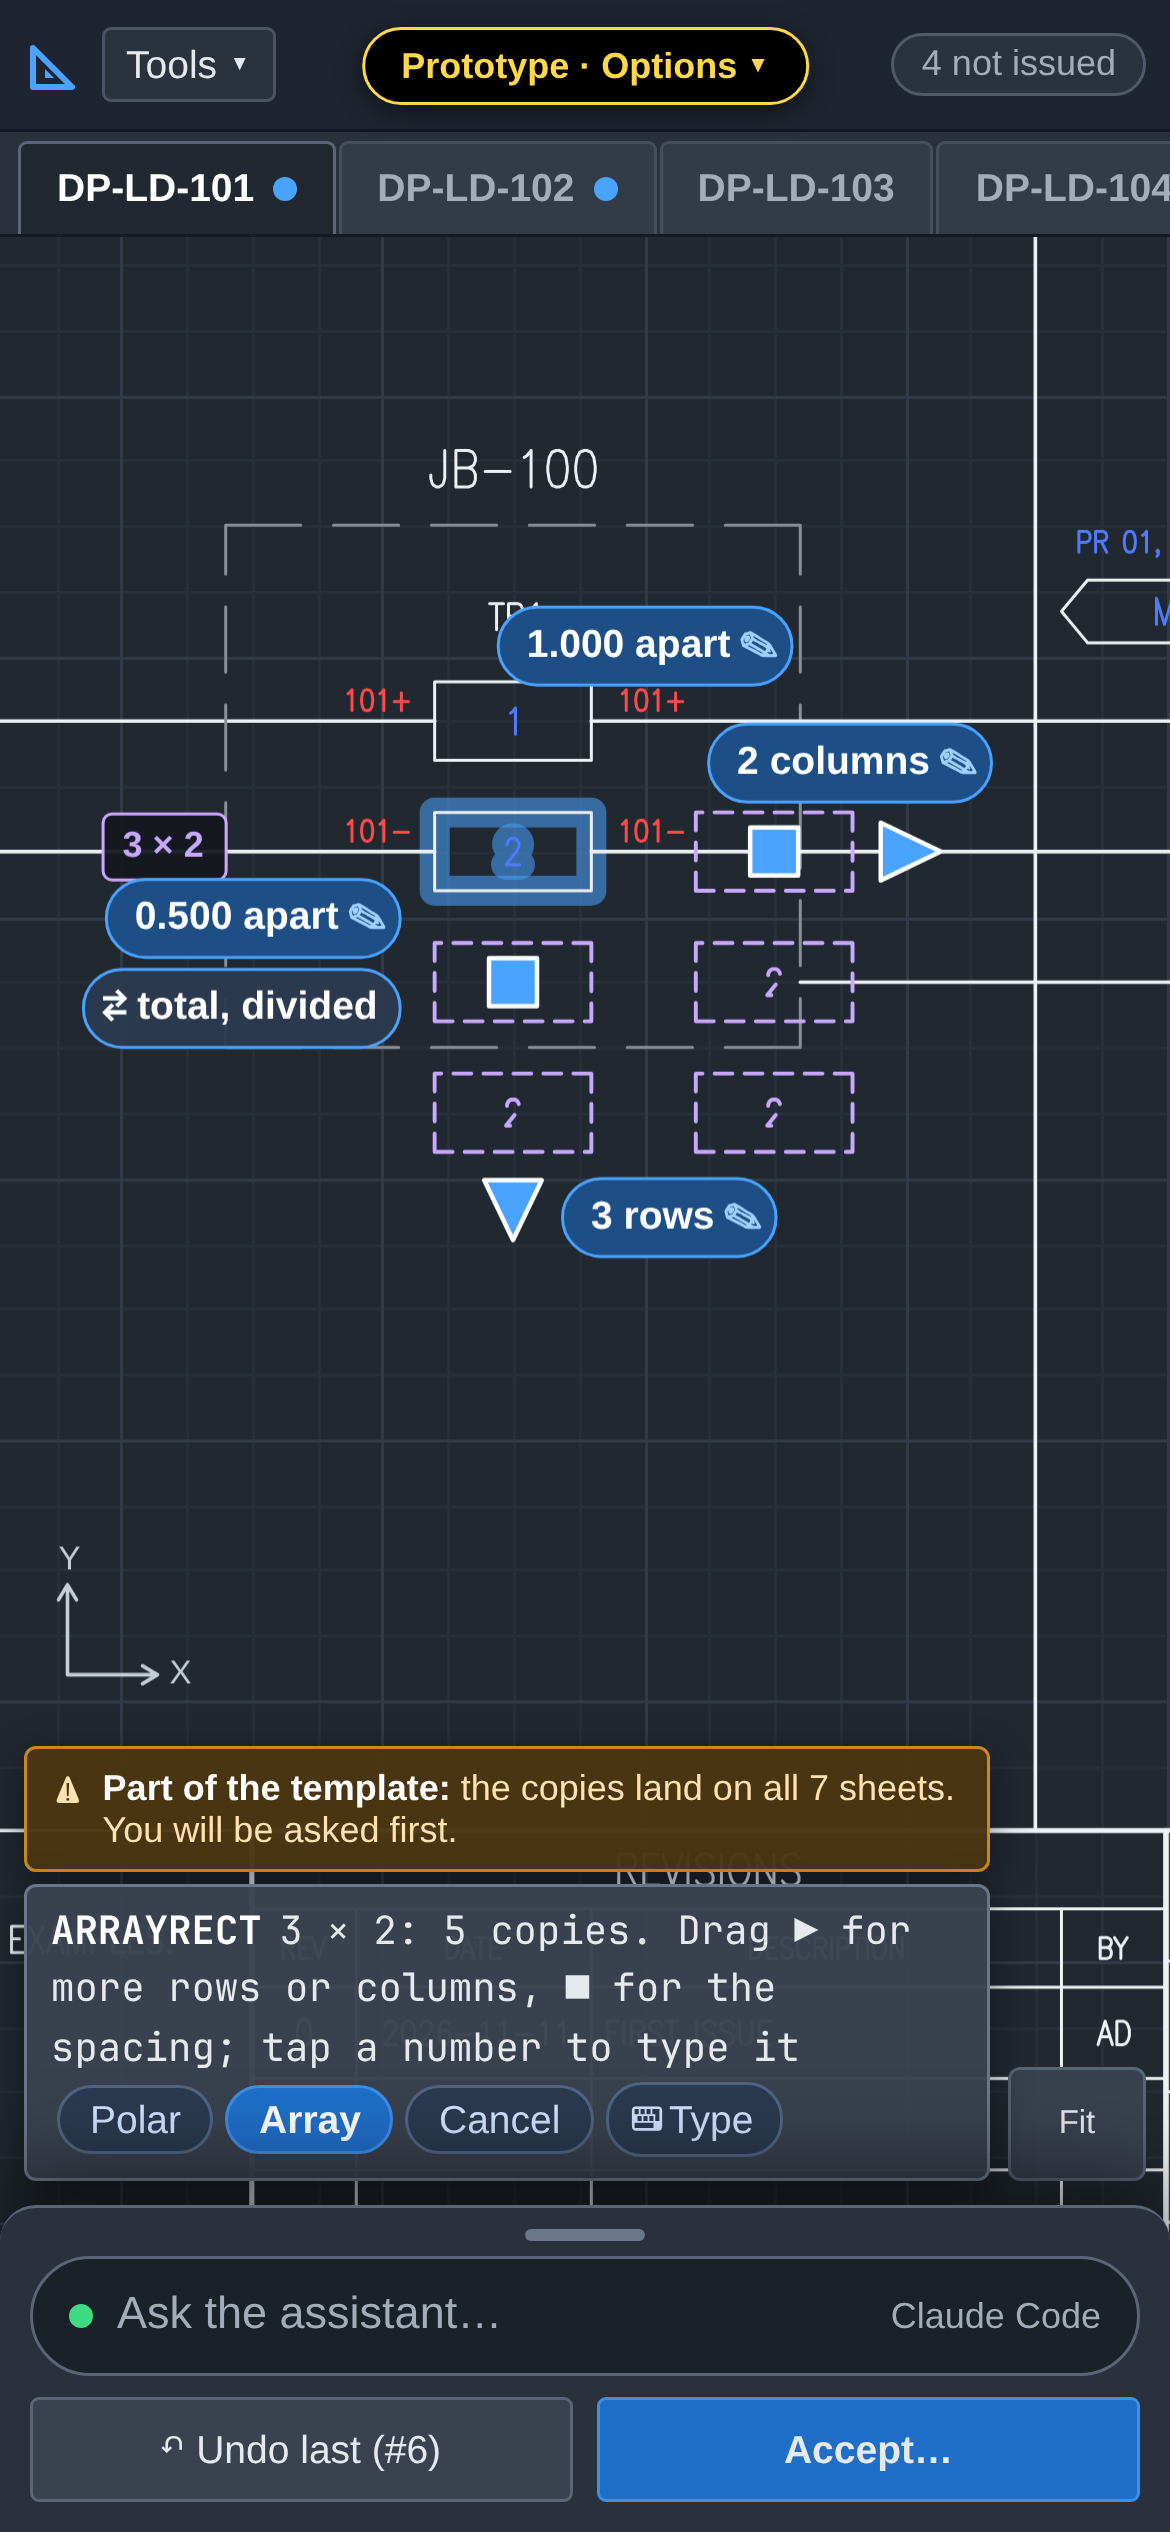 Tools ▼
Prototype · Options ▼
4 not issued
DP-LD-101
DP-LD-102
DP-LD-103
DP-LD-104
JB-100
PR 01,
1.000 apart ✎
101+
1
101+
2 columns ✎
3 × 2
101-
2
101-
0.500 apart ✎
2
⇄ total, divided
2
2
3 rows ✎
Y
X
⚠ Part of the template: the copies land on all 7 sheets.
You will be asked first.
REVISIONS
ARRAYRECT 3 × 2: 5 copies. Drag ▶ for
more rows or columns, ■ for the
spacing; tap a number to type it
BY
AD
Polar
Array
Cancel
Type
Fit
Ask the assistant…
Claude Code
↶ Undo last (#6)
Accept…